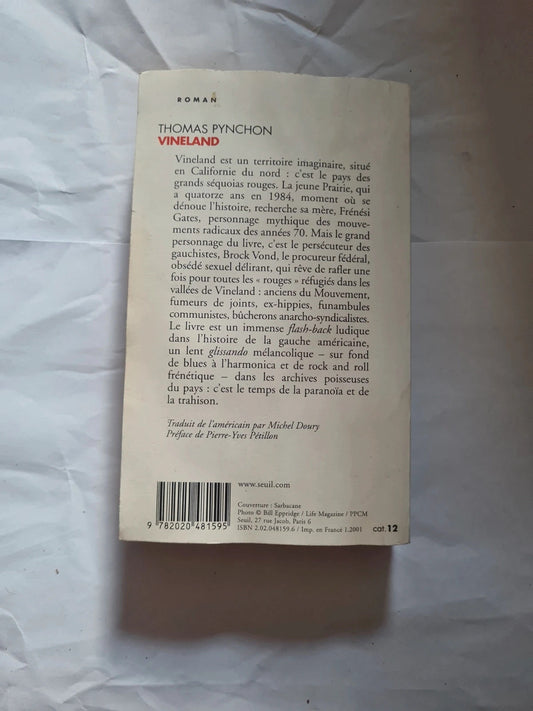 ROMAN
THOMAS PYNCHON
VINELAND
Vineland est un territoire imaginaire, situé
en Californie du nord : c'est le pays des
grands séquoias rouges. La jeune Prairie, qui
a quatorze ans en 1984, moment où se
dénoue l'histoire, recherche sa mère, Frénési
Gates, personnage mythique des mouve-
ments radicaux des années 70. Mais le grand
personnage du livre, c'est le persécuteur des
gauchistes, Brock Vond, le procureur fédéral,
obsédé sexuel délirant, qui rêve de rafler une
fois pour toutes les « rouges » réfugiés dans les
vallées de Vineland : anciens du Mouvement,
fumeurs de joints, ex-hippies, funambules
communistes, bûcherons anarcho-syndicalistes.
Le livre est un immense flash-back ludique
dans l'histoire de la gauche américaine,
un lent glissando mélancolique – sur fond
de blues à l'harmonica et de rock and roll
frénétique – dans les archives poisseuses
du pays : c'est le temps de la paranoïa et de
la trahison.
Traduit de l'américain par Michel Doury
Préface de Pierre-Yves Pétillon
www.seuil.com
Couverture : Sarbacane
Photo © Bill Eppridge / Life Magazine / PPCM
Seuil, 27 rue Jacob, Paris 6
ISBN 2.02.048159.6 / Imp. en France 1.2001
cat. 12
9 782020 481595